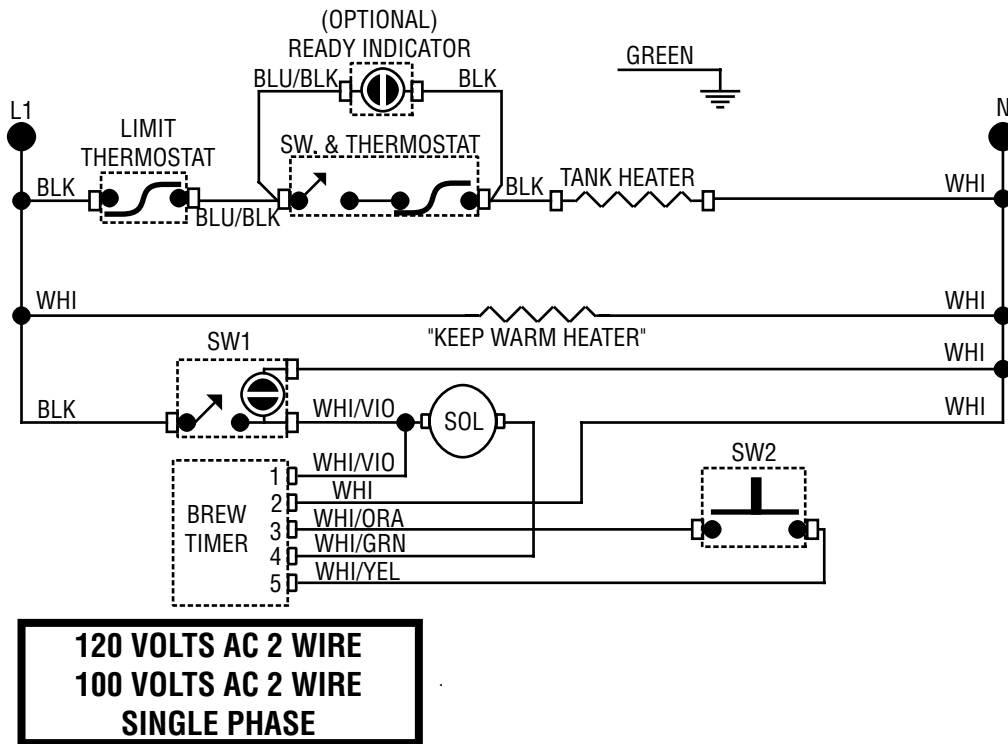 (OPTIONAL)
READY INDICATOR
GREEN
BLU/BLK
BLK
L1
N
LIMIT
THERMOSTAT
SW. & THERMOSTAT
BLK
BLU/BLK
BLK
TANK HEATER
WHI
WHI
"KEEP WARM HEATER"
WHI
SW1
WHI
BLK
WHI/VIO
SOL
WHI
SW2
BREW
TIMER
1
WHI/VIO
2
WHI
3
WHI/ORA
4
WHI/GRN
5
WHI/YEL
120 VOLTS AC 2 WIRE
100 VOLTS AC 2 WIRE
SINGLE PHASE